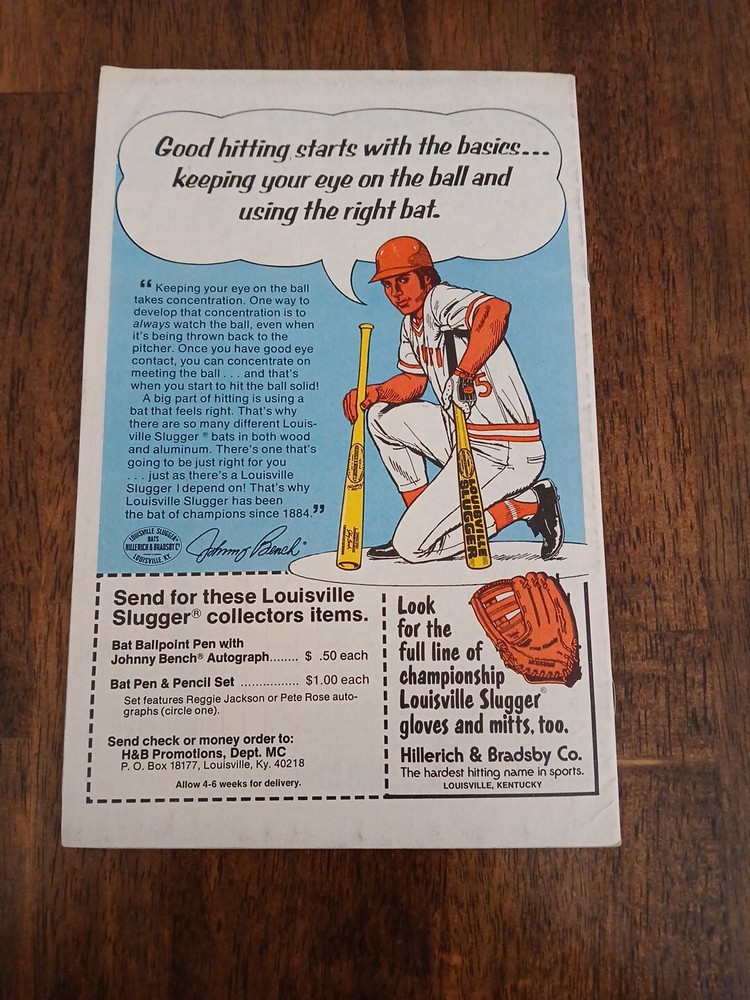 Good hitting starts with the basics...
keeping your eye on the ball and
using the right bat.
“ Keeping your eye on the ball
takes concentration. One way to
develop that concentration is to
always watch the ball, even when
it's being thrown back to the
pitcher. Once you have good eye
contact, you can concentrate on
meeting the ball . . . and that's
when you start to hit the ball solid!
A big part of hitting is using a
bat that feels right. That's why
there are so many different Louis-
ville Slugger ® bats in both wood
and aluminum. There's one that's
going to be just right for you
. . . just as there's a Louisville
Slugger I depend on! That's why
Louisville Slugger has been
the bat of champions since 1884.”
LOUISVILLE SLUGGER
BATS
HILLERICH & BRADSBY Co
LOUISVILLE, KY.
Johnny Bench
5
LOUISVILLE
SLUGGER
Send for these Louisville
Slugger® collectors items.
Bat Ballpoint Pen with
Johnny Bench® Autograph........ $ .50 each
Bat Pen & Pencil Set .............. $1.00 each
Set features Reggie Jackson or Pete Rose auto-
graphs (circle one).
Send check or money order to:
H&B Promotions, Dept. MC
P. O. Box 18177, Louisville, Ky. 40218
Allow 4-6 weeks for delivery.
Look
for the
full line of
championship
Louisville Slugger®
gloves and mitts, too.
Hillerich & Bradsby Co.
The hardest hitting name in sports.
LOUISVILLE, KENTUCKY